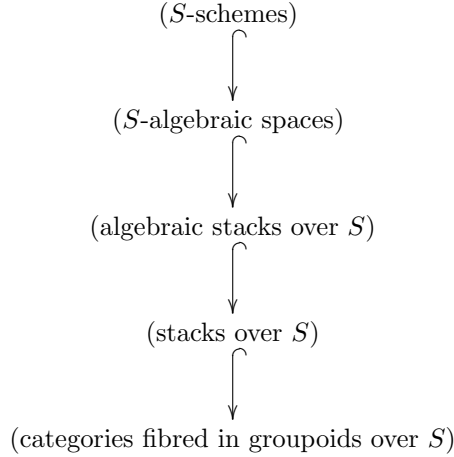 (S-schemes)
(S-algebraic spaces)
(algebraic stacks over S)
(stacks over S)
(categories fibred in groupoids over S)